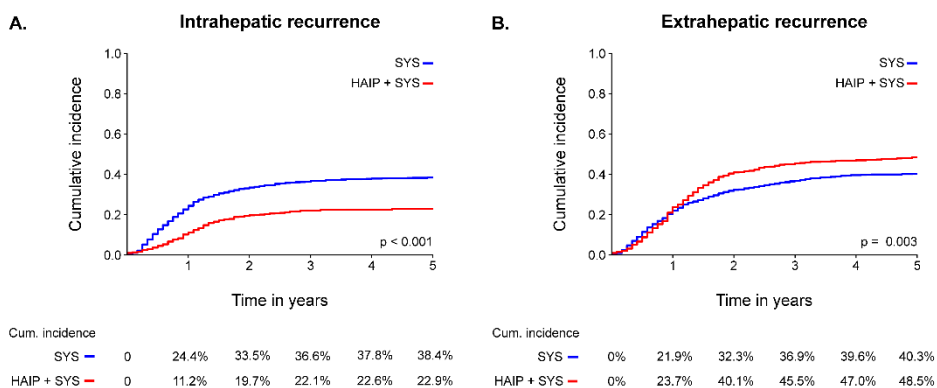 A. Intrahepatic recurrence
1.0
0.8
0.6
0.4
0.2
0.0
Cumulative incidence
SYS
HAIP + SYS
p < 0.001
1 2 3 4 5
Time in years
Cum. incidence
SYS 0 24.4% 33.5% 36.6% 37.8% 38.4%
HAIP + SYS 0 11.2% 19.7% 22.1% 22.6% 22.9%
B. Extrahepatic recurrence
1.0
0.8
0.6
0.4
0.2
0.0
Cumulative incidence
SYS
HAIP + SYS
p = 0.003
1 2 3 4 5
Time in years
Cum. incidence
SYS 0% 21.9% 32.3% 36.9% 39.6% 40.3%
HAIP + SYS 0% 23.7% 40.1% 45.5% 47.0% 48.5%